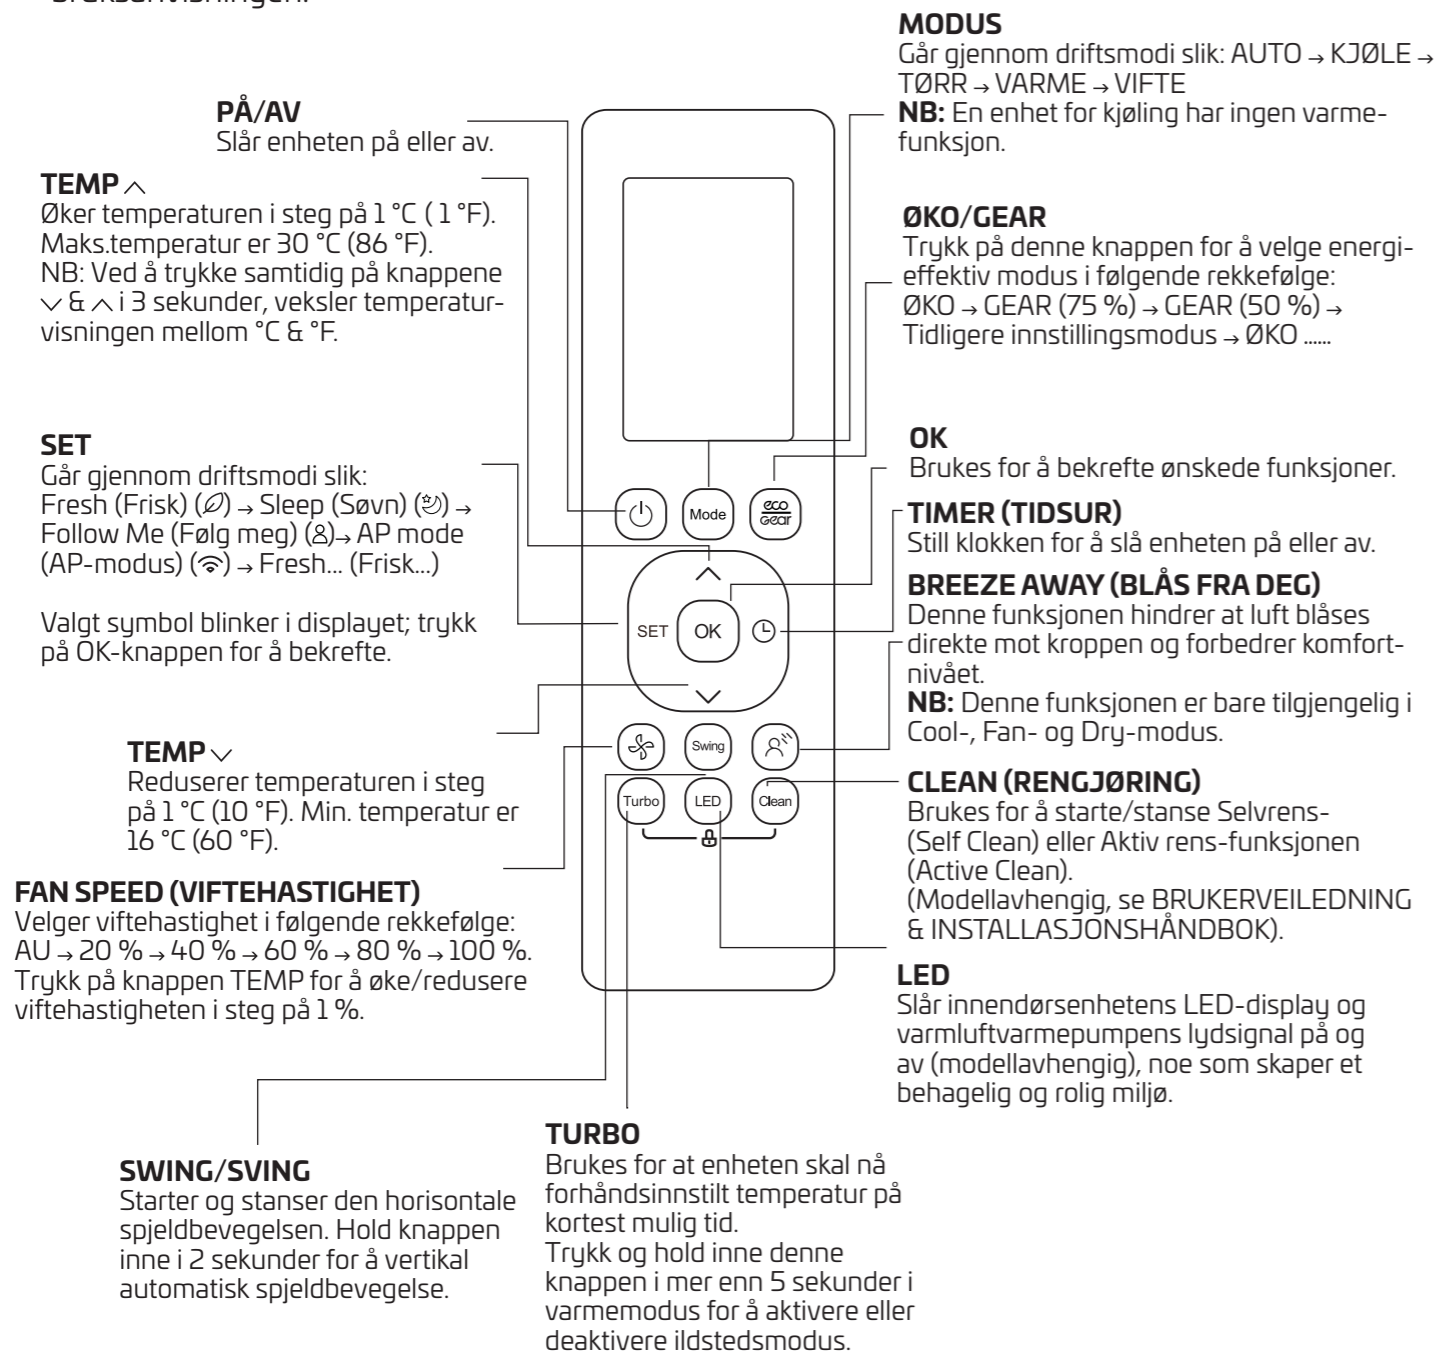 MODUS
Går gjennom driftsmodi slik: AUTO → KJØLE →
TØRR → VARME → VIFTE
NB: En enhet for kjøling har ingen varme-
funksjon.
PÅ/AV
Slår enheten på eller av.
TEMP
Øker temperaturen i steg på 1 °C ( 1 °F).
Maks.temperatur er 30 °C (86 °F).
NB: Ved å trykke samtidig på knappene
& i 3 sekunder, veksler temperatur-
visningen mellom °C & °F.
ØKO/GEAR
Trykk på denne knappen for å velge energi-
effektiv modus i følgende rekkefølge:
ØKO → GEAR (75 %) → GEAR (50 %) →
Tidligere innstillingsmodus → ØKO ......
SET
Går gjennom driftsmodi slik:
Fresh (Frisk) () → Sleep (Søvn) () →
Follow Me (Følg meg) () → AP mode
(AP-modus) () → Fresh... (Frisk...)
Valgt symbol blinker i displayet; trykk
på OK-knappen for å bekrefte.
OK
Brukes for å bekrefte ønskede funksjoner.
TIMER (TIDSUR)
Still klokken for å slå enheten på eller av.
BREEZE AWAY (BLÅS FRA DEG)
Denne funksjonen hindrer at luft blåses
direkte mot kroppen og forbedrer komfort-
nivået.
NB: Denne funksjonen er bare tilgjengelig i
Cool-, Fan- og Dry-modus.
Mode
eco
Gear
SET
OK
Swing
Turbo
LED
Clean
TEMP
Reduserer temperaturen i steg
på 1 °C (10 °F). Min. temperatur er
16 °C (60 °F).
CLEAN (RENGJØRING)
Brukes for å starte/stanse Selvrens-
(Self Clean) eller Aktiv rens-funksjonen
(Active Clean).
(Modellavhengig, se BRUKERVEILEDNING
& INSTALLASJONSHÅNDBOK).
FAN SPEED (VIFTEHASTIGHET)
Velger viftehastighet i følgende rekkefølge:
AU → 20 % → 40 % → 60 % → 80 % → 100 %.
Trykk på knappen TEMP for å øke/redusere
viftehastigheten i steg på 1 %.
LED
Slår innendørsenhetens LED-display og
varmluftvarmepumpens lydsignal på og
av (modellavhengig), noe som skaper et
behagelig og rolig miljø.
SWING/SVING
Starter og stanser den horisontale
spjeldbevegelsen. Hold knappen
inne i 2 sekunder for å vertikal
automatisk spjeldbevegelse.
TURBO
Brukes for at enheten skal nå
forhåndsinnstilt temperatur på
kortest mulig tid.
Trykk og hold inne denne
knappen i mer enn 5 sekunder i
varmemodus for å aktivere eller
deaktivere ildstedsmodus.